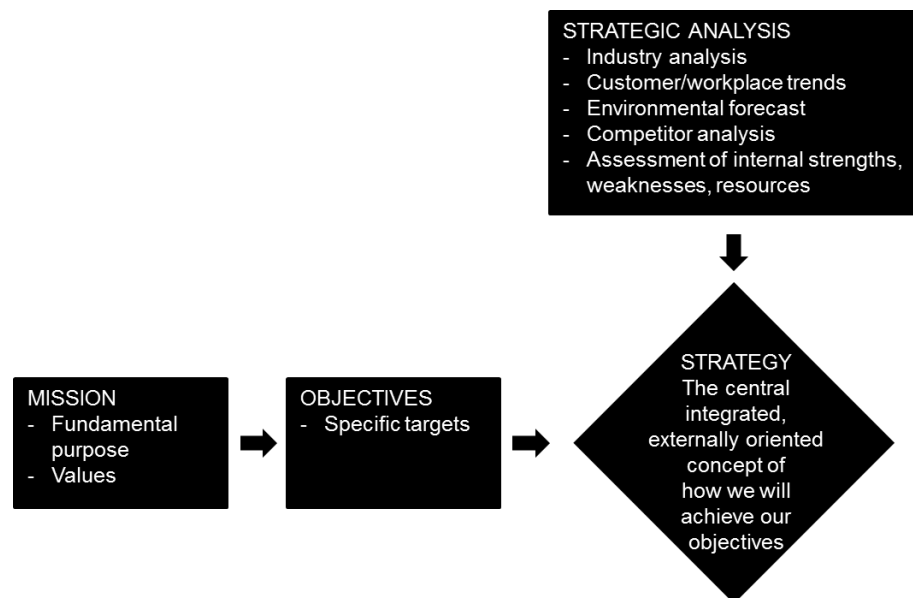 STRATEGIC ANALYSIS
- Industry analysis
- Customer/workplace trends
- Environmental forecast
- Competitor analysis
- Assessment of internal strengths,
weaknesses, resources
MISSION
- Fundamental
purpose
- Values
OBJECTIVES
- Specific targets
STRATEGY
The central
integrated,
externally oriented
concept of
how we will
achieve our
objectives